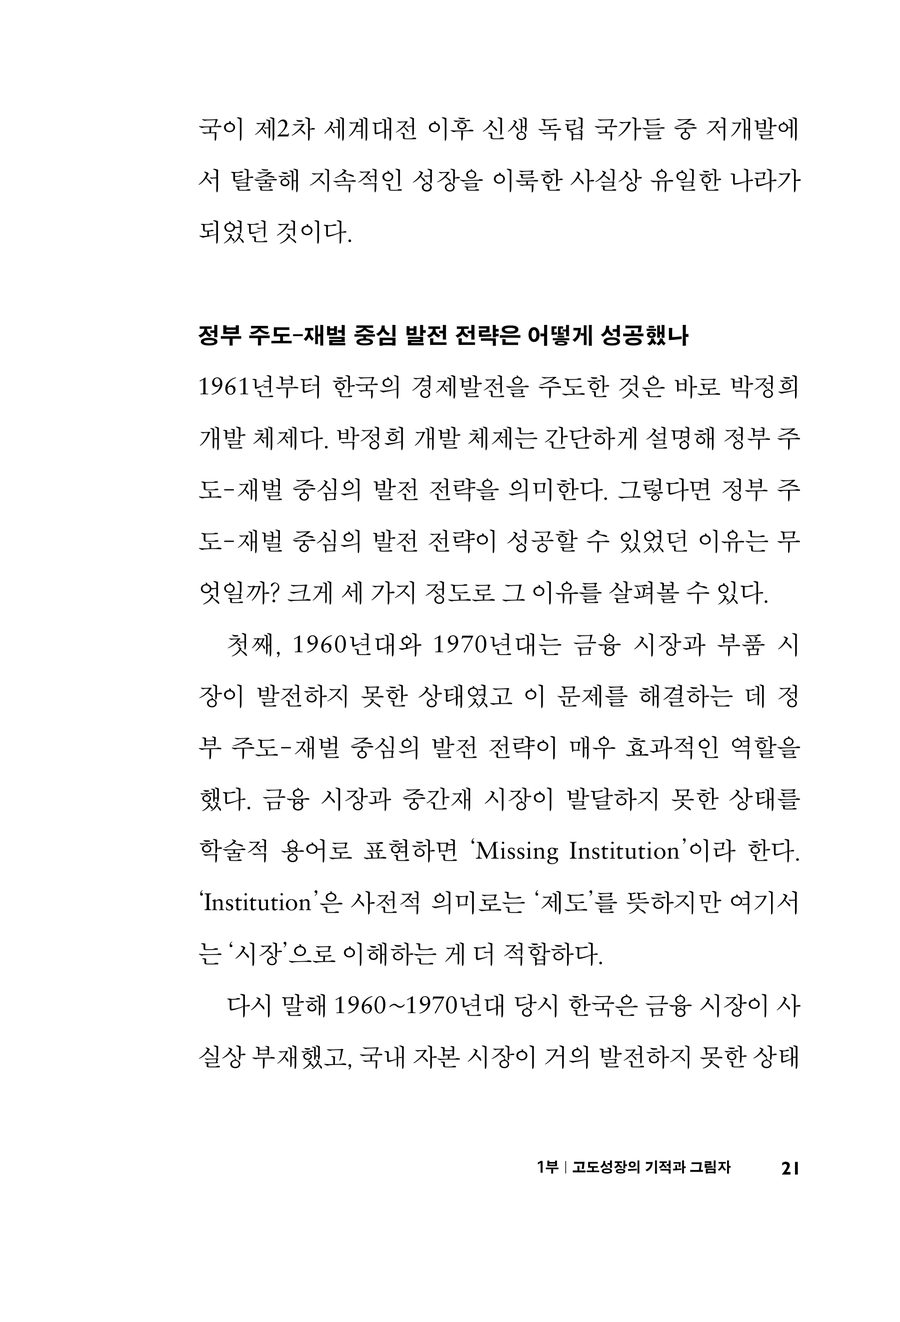 국이 제2차 세계대전 이후 신생 독립 국가들 중 저개발에
서 탈출해 지속적인 성장을 이룩한 사실상 유일한 나라가
되었던 것이다.
정부 주도-재벌 중심 발전 전략은 어떻게 성공했나
1961년부터 한국의 경제발전을 주도한 것은 바로 박정희
개발 체제다. 박정희 개발 체제는 간단하게 설명해 정부 주
도-재벌 중심의 발전 전략을 의미한다. 그렇다면 정부 주
도-재벌 중심의 발전 전략이 성공할 수 있었던 이유는 무
엇일까? 크게 세 가지 정도로 그 이유를 살펴볼 수 있다.
첫째, 1960년대와 1970년대는 금융 시장과 부품 시
장이 발전하지 못한 상태였고 이 문제를 해결하는 데 정
부 주도-재벌 중심의 발전 전략이 매우 효과적인 역할을
했다. 금융 시장과 중간재 시장이 발달하지 못한 상태를
학술적 용어로 표현하면 ‘Missing Institution’이라 한다.
‘Institution’은 사전적 의미로는 ‘제도’를 뜻하지만 여기서
는 ‘시장’으로 이해하는 게 더 적합하다.
다시 말해 1960~1970년대 당시 한국은 금융 시장이 사
실상 부재했고, 국내 자본 시장이 거의 발전하지 못한 상태
1부 | 고도성장의 기적과 그림자 21